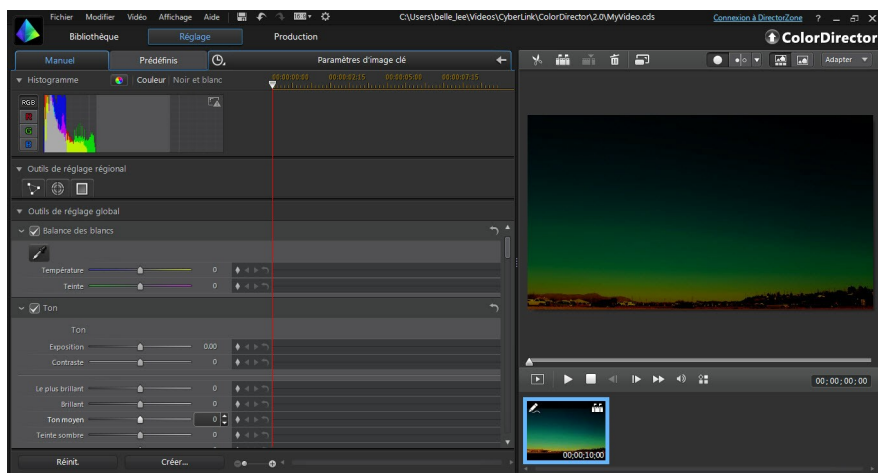 Fichier Modifier Vidéo Affichage Aide C:\Users\belle_lee\Videos\CyberLink\ColorDirector\2.0\MyVideo.cds Connexion à DirectorZone ?
Bibliothèque Réglage Production ColorDirector
Manuel Prédéfinis Paramètres d'image clé Adapter
Histogramme Couleur Noir et blanc 00:00:00:00 00:00:02:15 00:00:05:00 00:00:07:15
RGB
R
G
B
Outils de réglage régional
Outils de réglage global
Balance des blancs
Température 0
Teinte 0
Ton
Ton
Exposition 0.00
Contraste 0
Le plus brillant 0
Brillant 0
Ton moyen 0
Teinte sombre 0
00;00;00;00
00;00;10;00
Réinit. Créer...